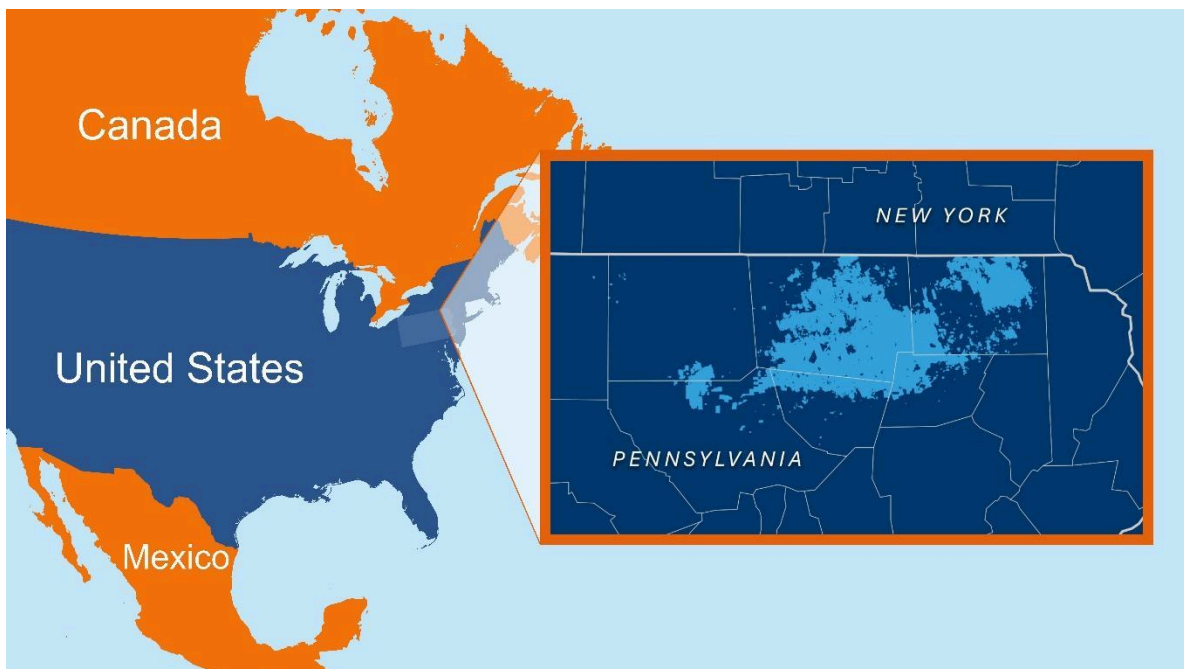 Canada
NEW YORK
United States
PENNSYLVANIA
Mexico